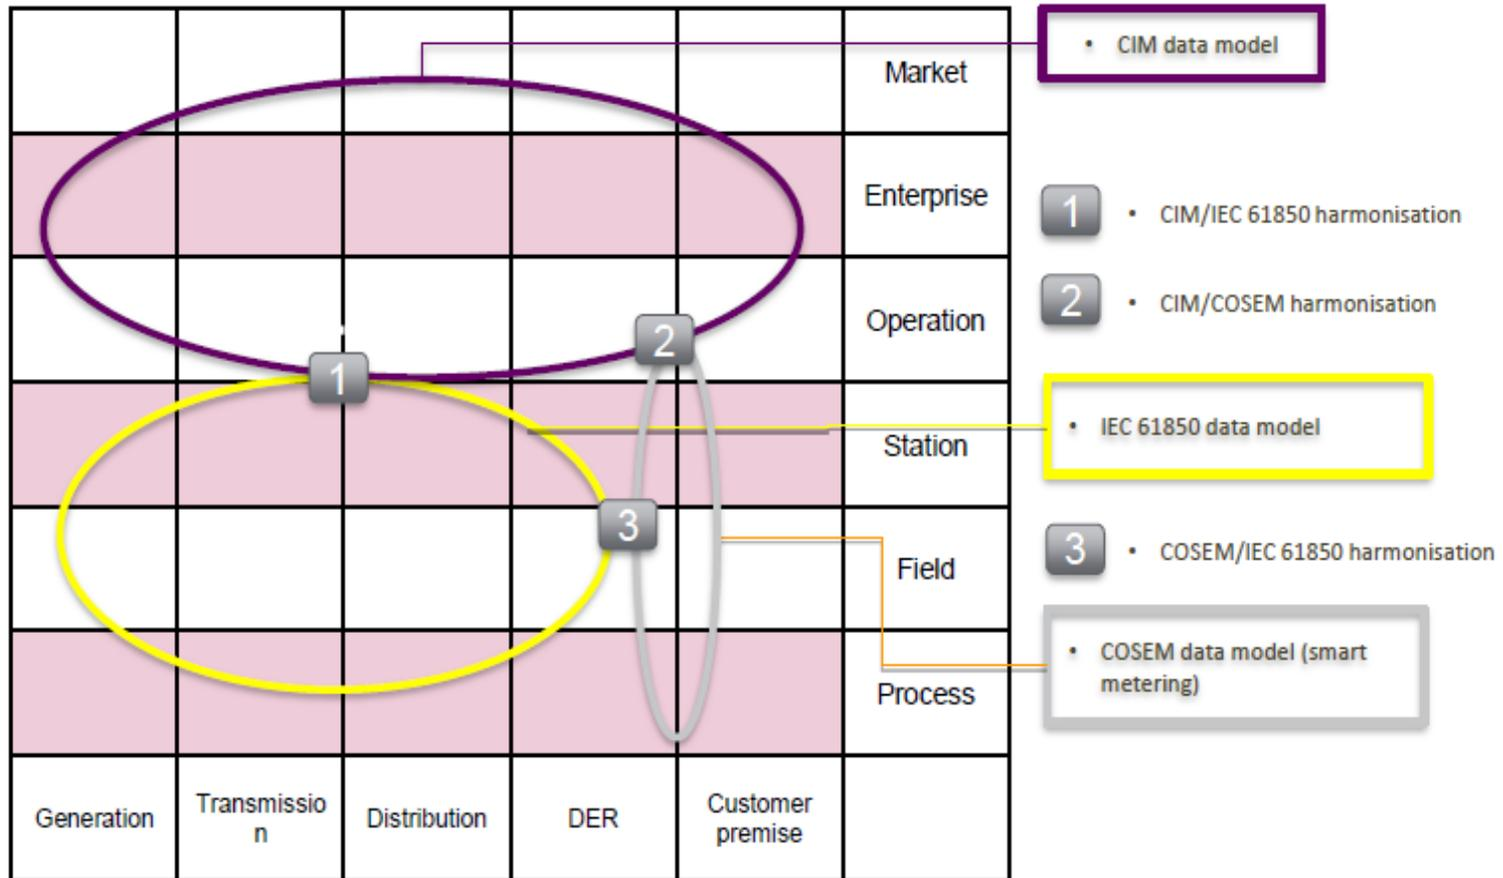 Market
Enterprise
Operation
Station
Field
Process
Generation
Transmissio
n
Distribution
DER
Customer
premise
1
2
3
• CIM data model
1 • CIM/IEC 61850 harmonisation
2 • CIM/COSEM harmonisation
• IEC 61850 data model
3 • COSEM/IEC 61850 harmonisation
• COSEM data model (smart
metering)